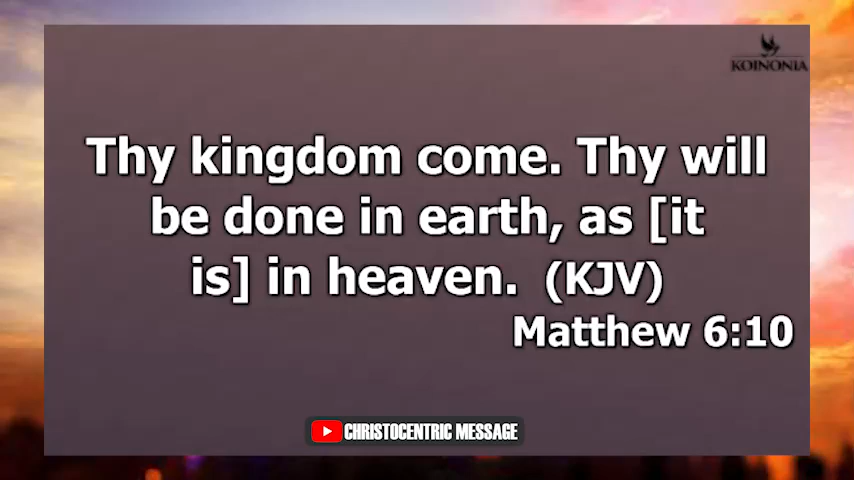 KOINONIA
Thy kingdom come. Thy will
be done in earth, as [it
is] in heaven. (KJV)
Matthew 6:10
CHRISTOCENTRIC MESSAGE